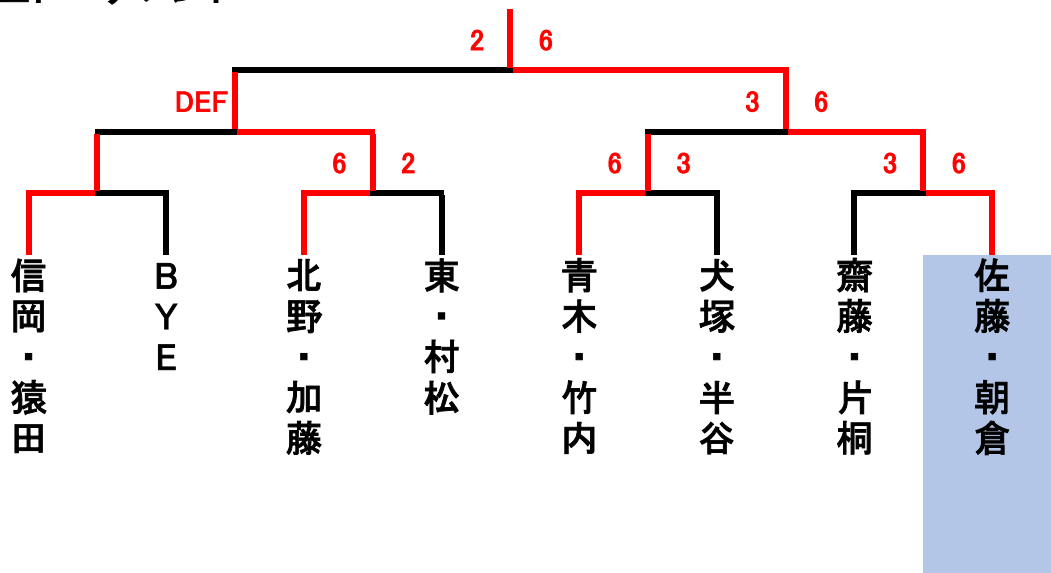 2 6
DEF 3 6
6 2 6 3 3 6
信岡・猿田
BYE
北野・加藤
東・村松
青木・竹内
犬塚・半谷
齋藤・片桐
佐藤・朝倉